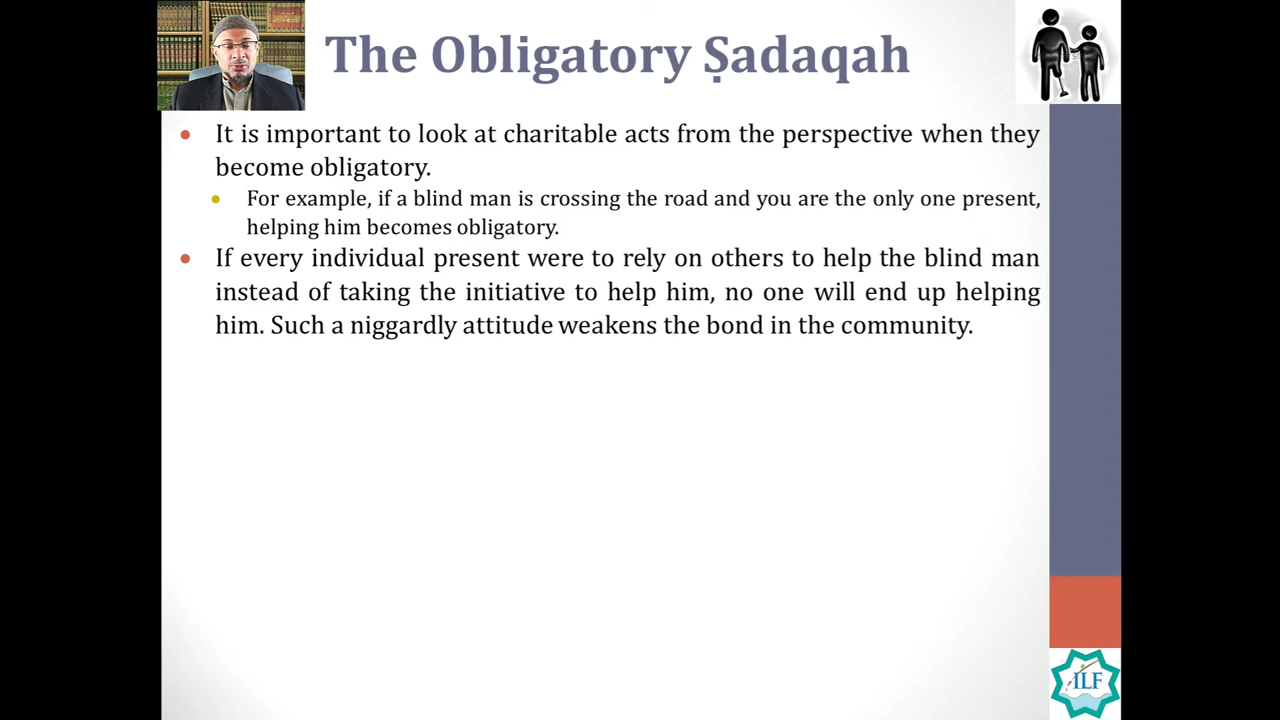 The Obligatory Ṣadaqah
It is important to look at charitable acts from the perspective when they
become obligatory.
For example, if a blind man is crossing the road and you are the only one present,
helping him becomes obligatory.
If every individual present were to rely on others to help the blind man
instead of taking the initiative to help him, no one will end up helping
him. Such a niggardly attitude weakens the bond in the community.
ILF